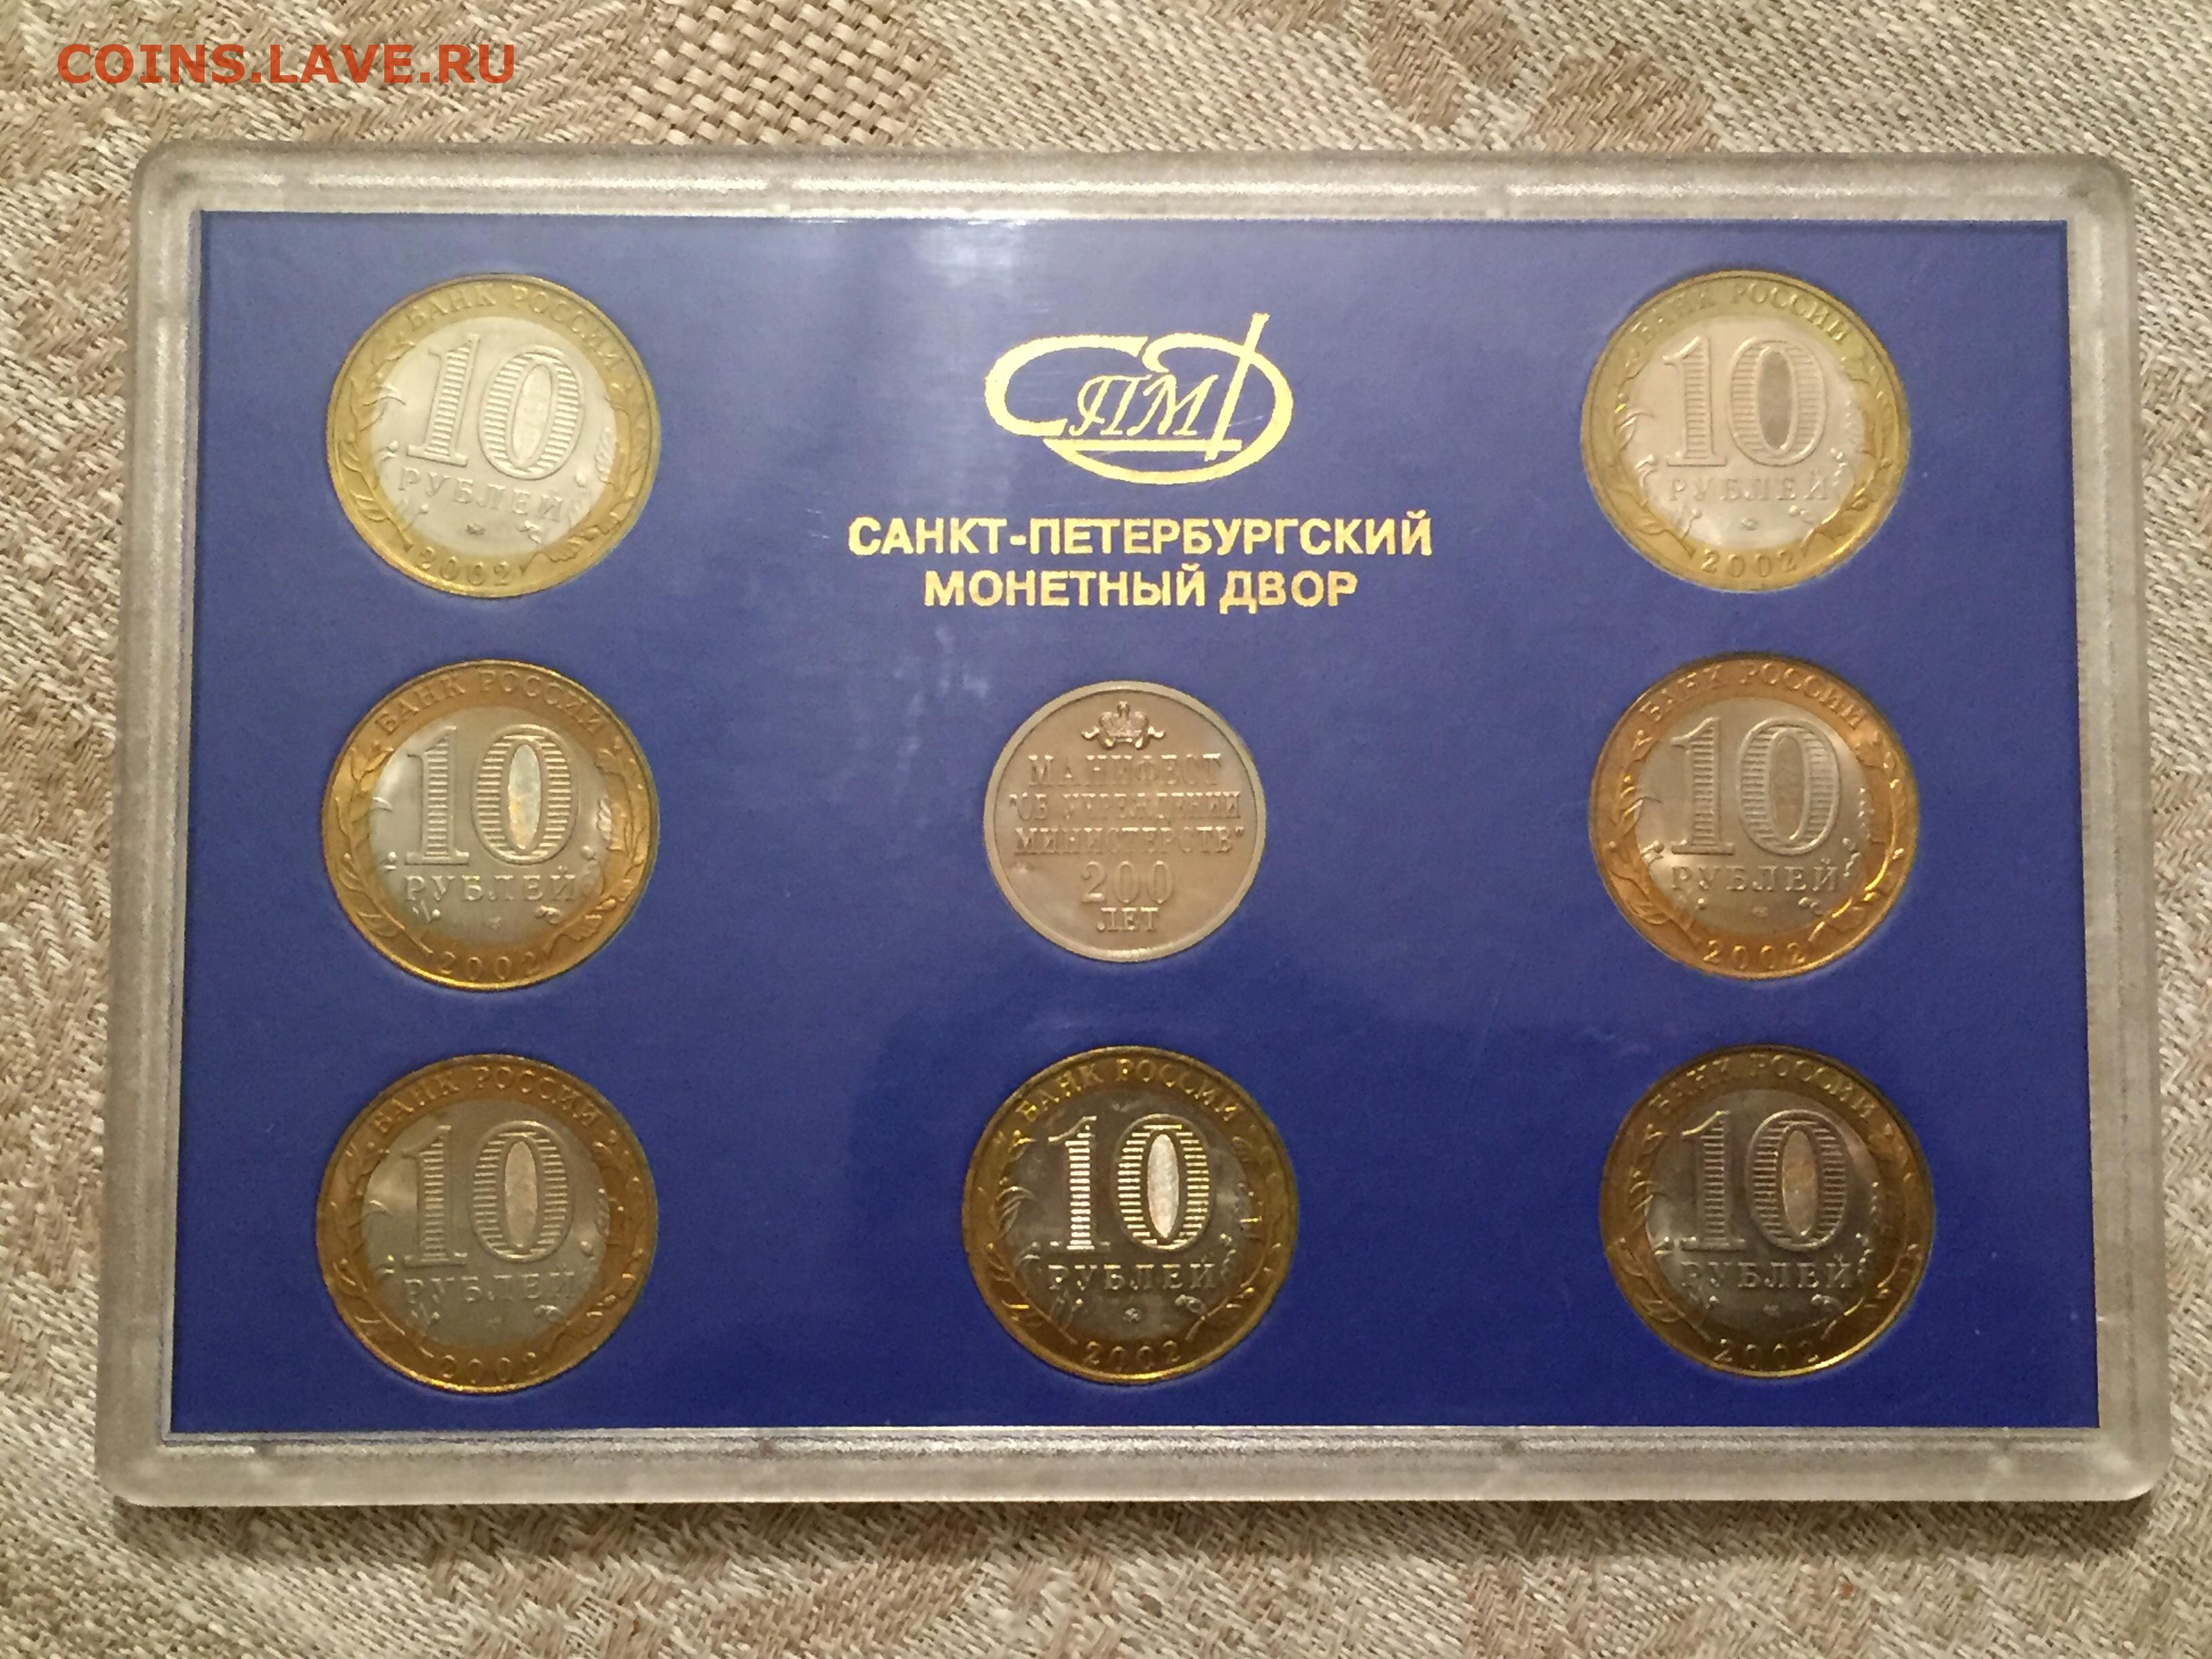 COINS.LAVE.RU
БАНК РОССИИ
10
РУБЛЕЙ
2002
СПМД
САНКТ-ПЕТЕРБУРГСКИЙ
МОНЕТНЫЙ ДВОР
БАНК РОССИИ
10
РУБЛЕЙ
2002
БАНК РОССИИ
10
РУБЛЕЙ
2002
МАНИФЕСТ
"ОБ УЧРЕЖДЕНИИ
МИНИСТЕРСТВ"
200
ЛЕТ
БАНК РОССИИ
10
РУБЛЕЙ
2002
БАНК РОССИИ
10
РУБЛЕЙ
2002
БАНК РОССИИ
10
РУБЛЕЙ
2002
БАНК РОССИИ
10
РУБЛЕЙ
2002